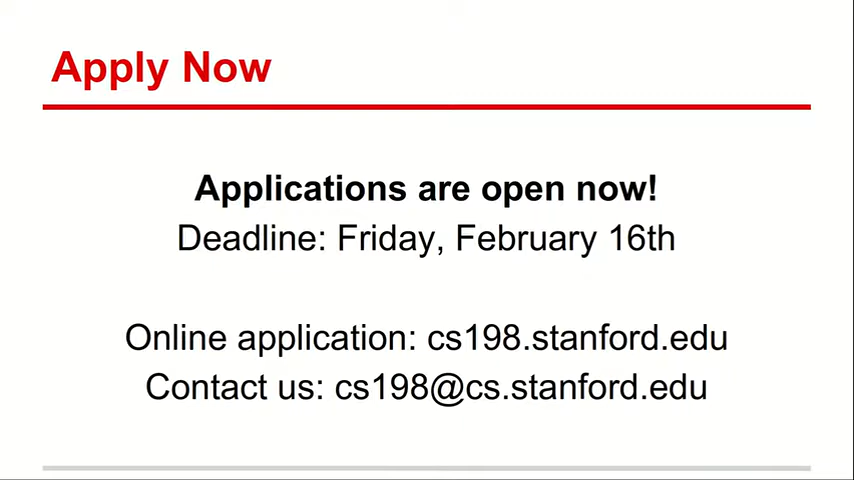 Apply Now
Applications are open now!
Deadline: Friday, February 16th
Online application: cs198.stanford.edu
Contact us: cs198@cs.stanford.edu